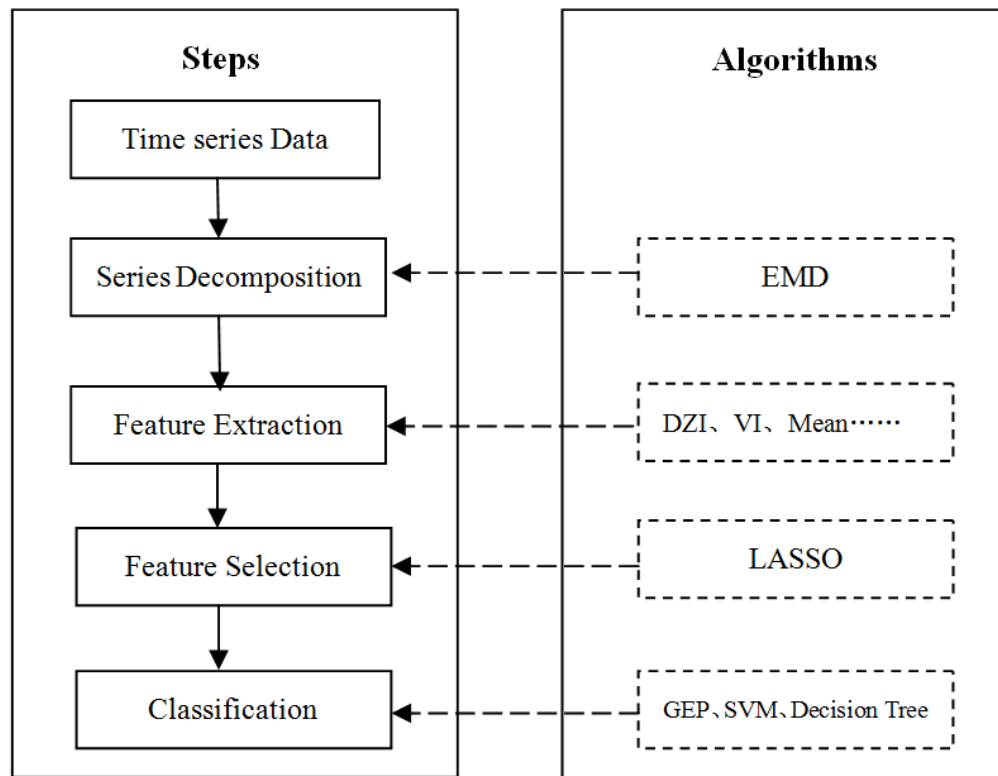 Steps
Time series Data
Series Decomposition
Feature Extraction
Feature Selection
Classification
Algorithms
EMD
DZI、VI、Mean⋯⋯
LASSO
GEP、SVM、Decision Tree